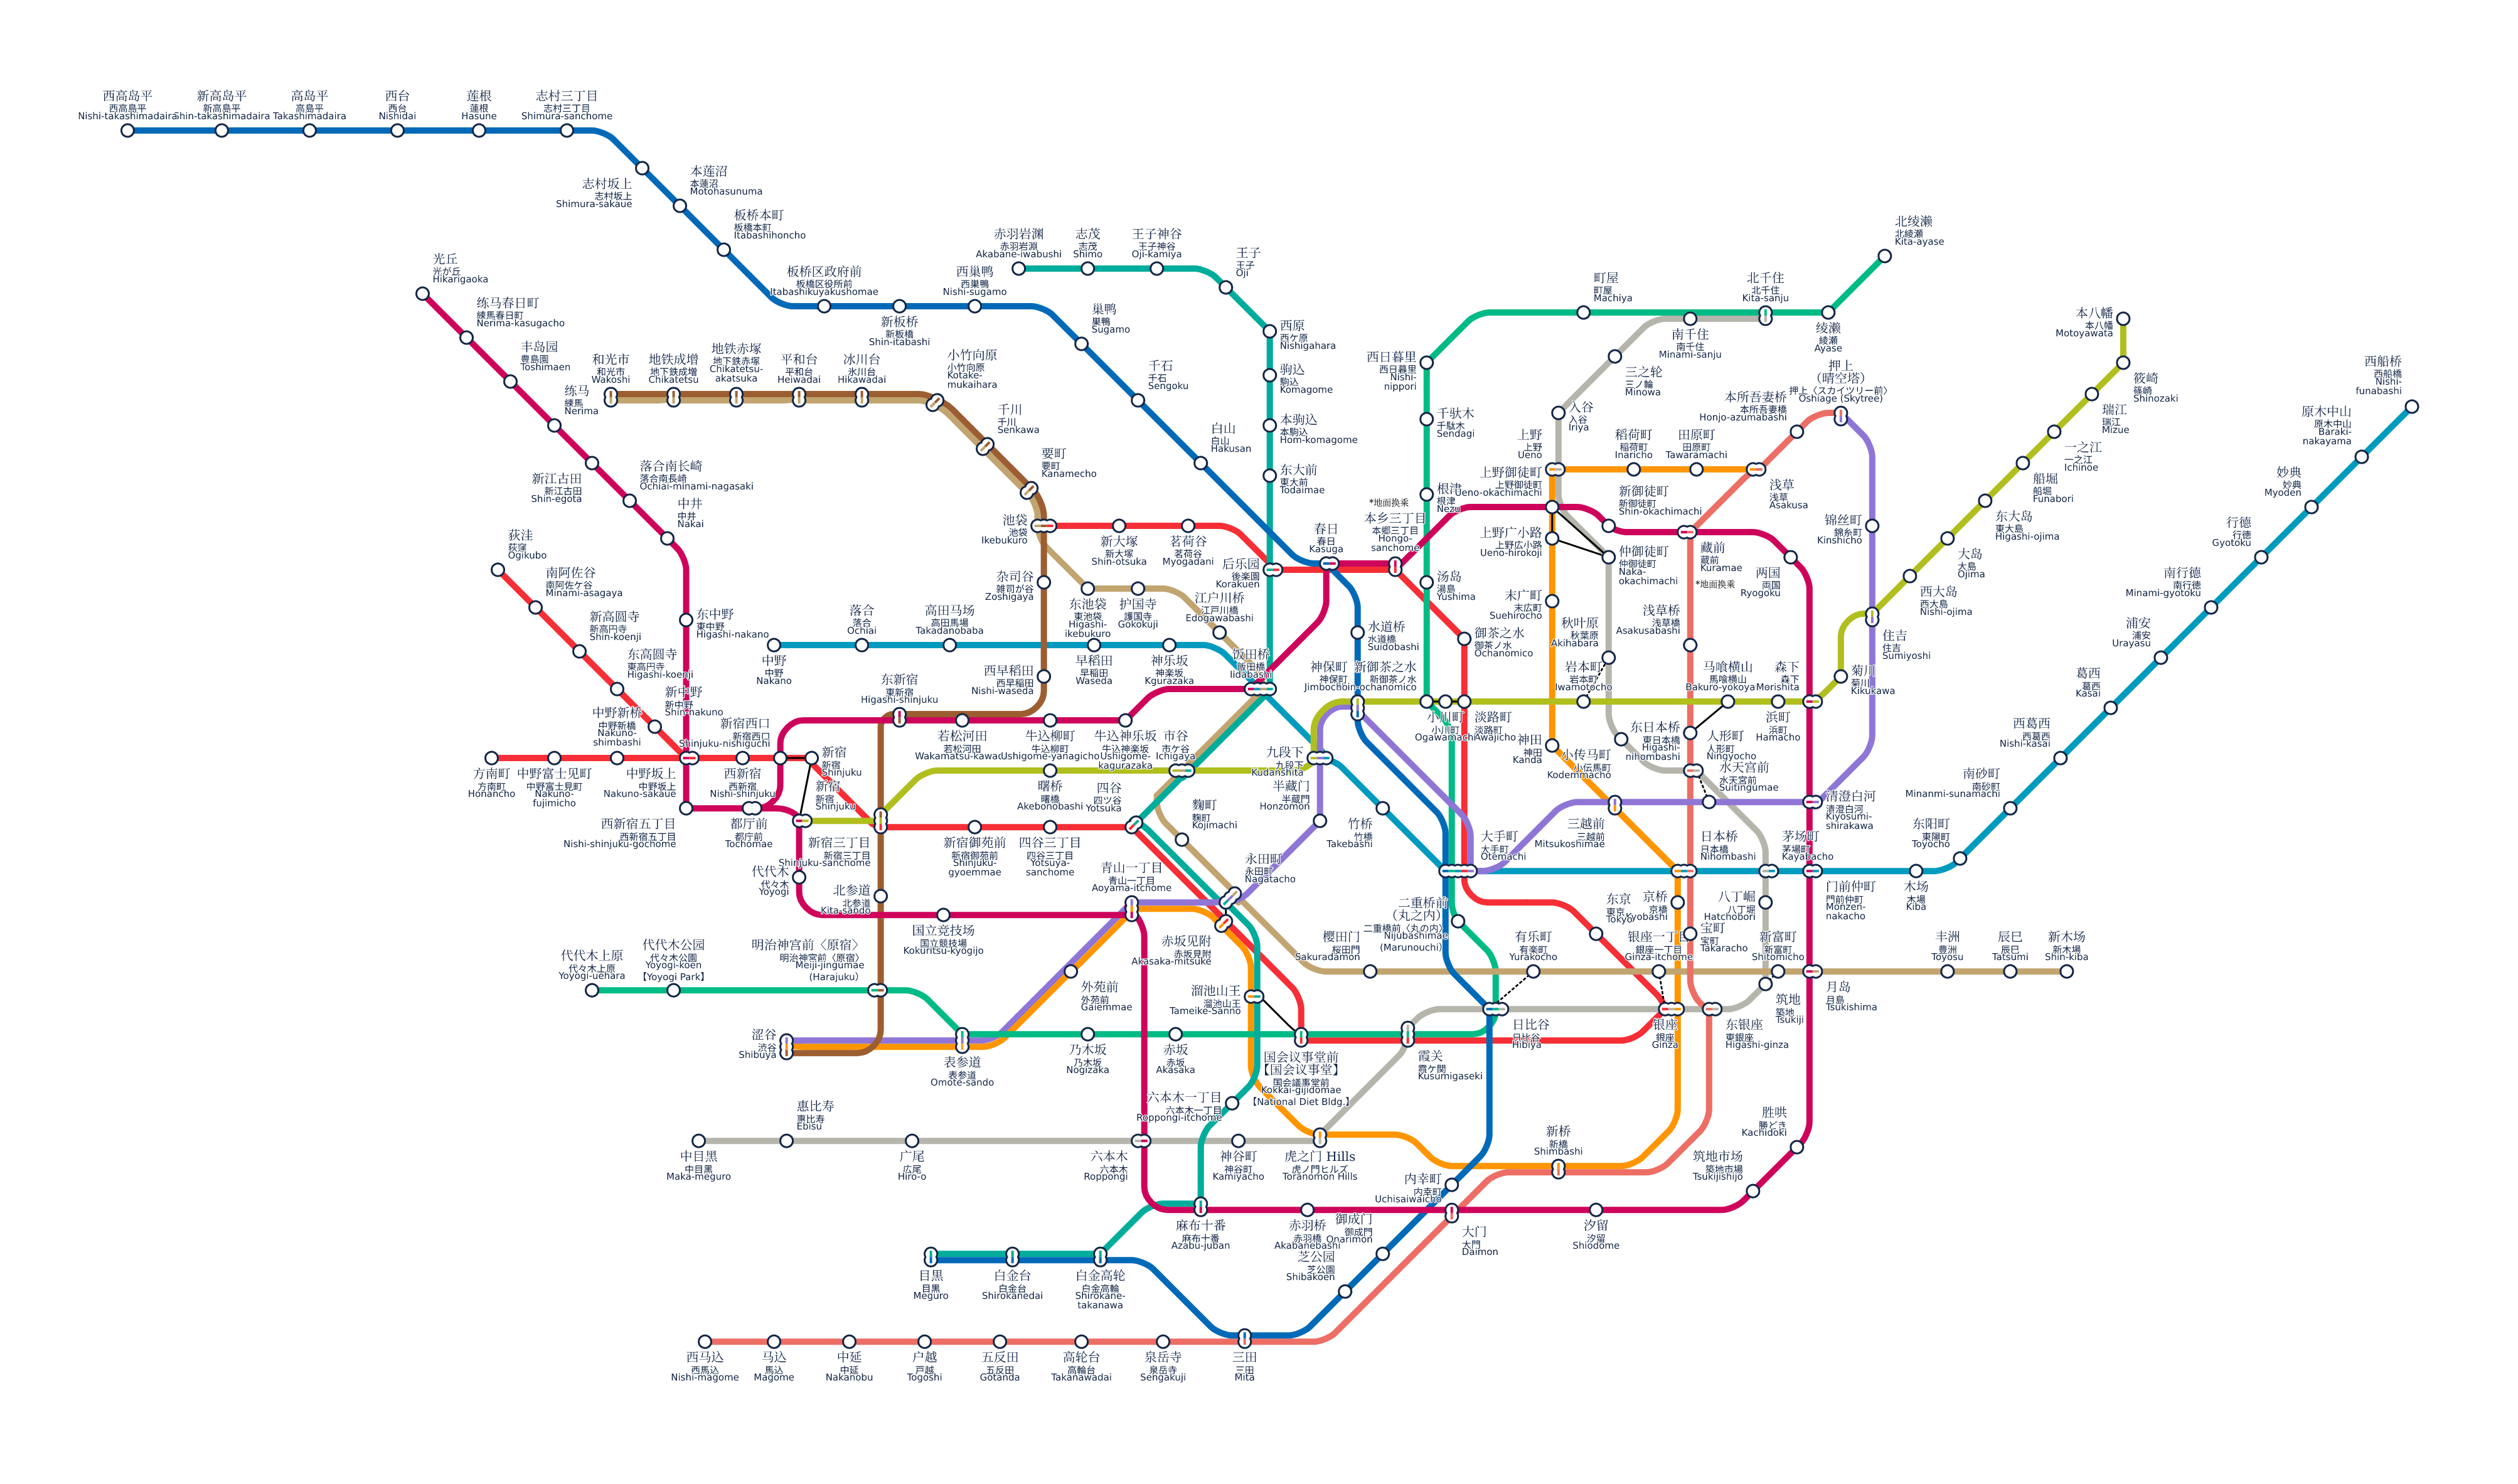 西高岛平
西高島平
Nishi-takashimadaira
新高岛平
新高島平
Shin-takashimadaira
高岛平
高島平
Takashimadaira
西台
西台
Nishidai
莲根
蓮根
Hasune
志村三丁目
志村三丁目
Shimura-sanchome
志村坂上
志村坂上
Shimura-sakaue
本莲沼
本蓮沼
Motohasunuma
板桥本町
板橋本町
Itabashihoncho
板桥区政府前
板橋区役所前
Itabashikuyakushomae
新板桥
新板橋
Shin-itabashi
西巢鸭
西巣鴨
Nishi-sugamo
巢鸭
巣鴨
Sugamo
千石
千石
Sengoku
白山
白山
Hakusan
赤羽岩渊
赤羽岩淵
Akabane-iwabushi
志茂
志茂
Shimo
王子神谷
王子神谷
Oji-kamiya
王子
王子
Oji
西原
西ケ原
Nishigahara
驹込
駒込
Komagome
本驹込
本駒込
Hom-komagome
东大前
東大前
Todaimae
光丘
光が丘
Hikarigaoka
练马春日町
練馬春日町
Nerima-kasugacho
丰岛园
豊島園
Toshimaen
练马
練馬
Nerima
新江古田
新江古田
Shin-egota
落合南长崎
落合南長崎
Ochiai-minami-nagasaki
中井
中井
Nakai
东中野
東中野
Higashi-nakano
和光市
和光市
Wakoshi
地铁成增
地下鉄成増
Chikatetsu
地铁赤塚
地下鉄赤塚
Chikatetsu-
akatsuka
平和台
平和台
Heiwadai
冰川台
氷川台
Hikawadai
小竹向原
小竹向原
Kotake-
mukaihara
千川
千川
Senkawa
要町
要町
Kanamecho
池袋
池袋
Ikebukuro
新大塚
新大塚
Shin-otsuka
茗荷谷
茗荷谷
Myogadani
后乐园
後楽園
Korakuen
春日
春日
Kasuga
*地面换乘
本乡三丁目
本郷三丁目
Hongo-
sanchome
杂司谷
雑司が谷
Zoshigaya
东池袋
東池袋
Higashi-
ikebukuro
护国寺
護国寺
Gokokuji
江户川桥
江戸川橋
Edogawabashi
荻洼
荻窪
Ogikubo
南阿佐谷
南阿佐ケ谷
Minami-asagaya
新高圆寺
新高円寺
Shin-koenji
东高圆寺
東高円寺
Higashi-koenji
新中野
新中野
Shin-nakuno
中野新桥
中野新橋
Nakuno-
shimbashi
方南町
方南町
Honancho
中野富士见町
中野富士見町
Nakuno-
fujimicho
中野坂上
中野坂上
Nakuno-sakaue
西新宿
西新宿
Nishi-shinjuku
新宿西口
新宿西口
Shinjuku-nishiguchi
新宿
新宿
Shinjuku
新宿
新宿
Shinjuku
西新宿五丁目
西新宿五丁目
Nishi-shinjuku-gochome
都厅前
都庁前
Tochomae
新宿三丁目
新宿三丁目
Shinjuku-sanchome
代代木
代々木
Yoyogi
北参道
北参道
Kita-sando
国立竞技场
国立競技場
Kokuritsu-kyogijo
中野
中野
Nakano
落合
落合
Ochiai
高田马场
高田馬場
Takadanobaba
西早稻田
西早稲田
Nishi-waseda
早稻田
早稲田
Waseda
神乐坂
神楽坂
Kgurazaka
饭田桥
飯田橋
Iidabashi
东新宿
東新宿
Higashi-shinjuku
若松河田
若松河田
Wakamatsu-kawada
牛込柳町
牛込柳町
Ushigome-yanagicho
牛込神乐坂
牛込神楽坂
Ushigome-
kagurazaka
市谷
市ケ谷
Ichigaya
曙桥
曙橋
Akebonobashi
四谷
四ツ谷
Yotsuka
麹町
麴町
Kojimachi
新宿御苑前
新宿御苑前
Shinjuku-
gyoemmae
四谷三丁目
四谷三丁目
Yotsuya-
sanchome
青山一丁目
青山一丁目
Aoyama-itchome
永田町
永田町
Nagatacho
赤坂见附
赤坂見附
Akasaka-mitsuke
溜池山王
溜池山王
Tameike-Sanno
九段下
九段下
Kudanshita
半藏门
半蔵門
Honzomon
竹桥
竹橋
Takebashi
水道桥
水道橋
Suidobashi
神保町
神保町
Jimbocho
新御茶之水
新御茶ノ水
Shin-ochanomico
御茶之水
御茶ノ水
Ochanomico
小川町
小川町
Ogawamachi
淡路町
淡路町
Awajicho
大手町
大手町
Otemachi
二重桥前
（丸之内）
二重橋前〈丸の内〉
Nijubashimae
(Marunouchi)
樱田门
桜田門
Sakuradamon
有乐町
有楽町
Yurakocho
日比谷
日比谷
Hibiya
东京
東京
Tokyo
京桥
京橋
Kyobashi
银座一丁目
銀座一丁目
Ginza-itchome
银座
銀座
Ginza
宝町
宝町
Takaracho
东银座
東銀座
Higashi-ginza
八丁堀
八丁堀
Hatchobori
新富町
新富町
Shitomicho
筑地
築地
Tsukiji
月岛
月島
Tsukishima
丰洲
豊洲
Toyosu
辰巳
辰巳
Tatsumi
新木场
新木場
Shin-kiba
代代木上原
代々木上原
Yoyogi-uehara
代代木公园
代々木公園
Yoyogi-koen
【Yoyogi Park】
明治神宫前〈原宿〉
明治神宮前〈原宿〉
Meiji-jingumae
(Harajuku)
外苑前
外苑前
Gaiemmae
涩谷
渋谷
Shibuya
表参道
表参道
Omote-sando
乃木坂
乃木坂
Nogizaka
赤坂
赤坂
Akasaka
国会议事堂前
【国会议事堂】
国会議事堂前
Kokkai-gijidomae
【National Diet Bldg.】
霞关
霞ケ関
Kusumigaseki
六本木一丁目
六本木一丁目
Roppongi-itchome
中目黑
中目黒
Maka-meguro
惠比寿
恵比寿
Ebisu
广尾
広尾
Hiro-o
六本木
六本木
Roppongi
神谷町
神谷町
Kamiyacho
虎之门 Hills
虎ノ門ヒルズ
Toranomon Hills
新桥
新橋
Shimbashi
内幸町
内幸町
Uchisaiwaicho
麻布十番
麻布十番
Azabu-juban
赤羽桥
赤羽橋
Akabanebashi
御成门
御成門
Onarimon
芝公园
芝公園
Shibakoen
大门
大門
Daimon
汐留
汐留
Shiodome
筑地市场
築地市場
Tsukijishijo
胜哄
勝どき
Kachidoki
目黑
目黒
Meguro
白金台
白金台
Shirokanedai
白金高轮
白金高輪
Shirokane-
takanawa
西马込
西馬込
Nishi-magome
马込
馬込
Magome
中延
中延
Nakanobu
户越
戸越
Togoshi
五反田
五反田
Gotanda
高轮台
高輪台
Takanawadai
泉岳寺
泉岳寺
Sengakuji
三田
三田
Mita
北绫濑
北綾瀬
Kita-ayase
町屋
町屋
Machiya
北千住
北千住
Kita-sanju
绫濑
綾瀬
Ayase
南千住
南千住
Minami-sanju
西日暮里
西日暮里
Nishi-
nippori
三之轮
三ノ輪
Minowa
千驮木
千駄木
Sendagi
入谷
入谷
Iriya
根津
根津
Nezu
汤岛
湯島
Yushima
上野
上野
Ueno
稻荷町
稲荷町
Inaricho
田原町
田原町
Tawaramachi
浅草
浅草
Asakusa
本所吾妻桥
本所吾妻橋
Honjo-azumabashi
押上
（晴空塔）
押上〈スカイツリー前〉
Oshiage (Skytree)
上野御徒町
上野御徒町
Ueno-okachimachi
新御徒町
新御徒町
Shin-okachimachi
上野广小路
上野広小路
Ueno-hirokoji
仲御徒町
仲御徒町
Naka-
okachimachi
藏前
蔵前
Kuramae
*地面换乘
两国
両国
Ryogoku
锦丝町
錦糸町
Kinshicho
末广町
末広町
Suehirocho
秋叶原
秋葉原
Akihabara
浅草桥
浅草橋
Asakusabashi
岩本町
岩本町
Iwamotocho
马喰横山
馬喰横山
Bakuro-yokoyama
森下
森下
Morishita
浜町
浜町
Hamacho
菊川
菊川
Kikukawa
住吉
住吉
Sumiyoshi
神田
神田
Kanda
小传马町
小伝馬町
Kodemmacho
东日本桥
東日本橋
Higashi-
nihombashi
人形町
人形町
Ningyocho
水天宫前
水天宮前
Suitingumae
三越前
三越前
Mitsukoshimae
日本桥
日本橋
Nihombashi
茅场町
茅場町
Kayabacho
清澄白河
清澄白河
Kiyosumi-
shirakawa
门前仲町
門前仲町
Monzen-
nakacho
木场
木場
Kiba
东阳町
東陽町
Toyocho
南砂町
南砂町
Minanmi-sunamachi
西葛西
西葛西
Nishi-kasai
葛西
葛西
Kasai
浦安
浦安
Urayasu
南行德
南行徳
Minami-gyotoku
行德
行徳
Gyotoku
妙典
妙典
Myoden
原木中山
原木中山
Baraki-
nakayama
西船桥
西船橋
Nishi-
funabashi
本八幡
本八幡
Motoyawata
筱崎
篠崎
Shinozaki
瑞江
瑞江
Mizue
一之江
一之江
Ichinoe
船堀
船堀
Funabori
东大岛
東大島
Higashi-ojima
大岛
大島
Ojima
西大岛
西大島
Nishi-ojima